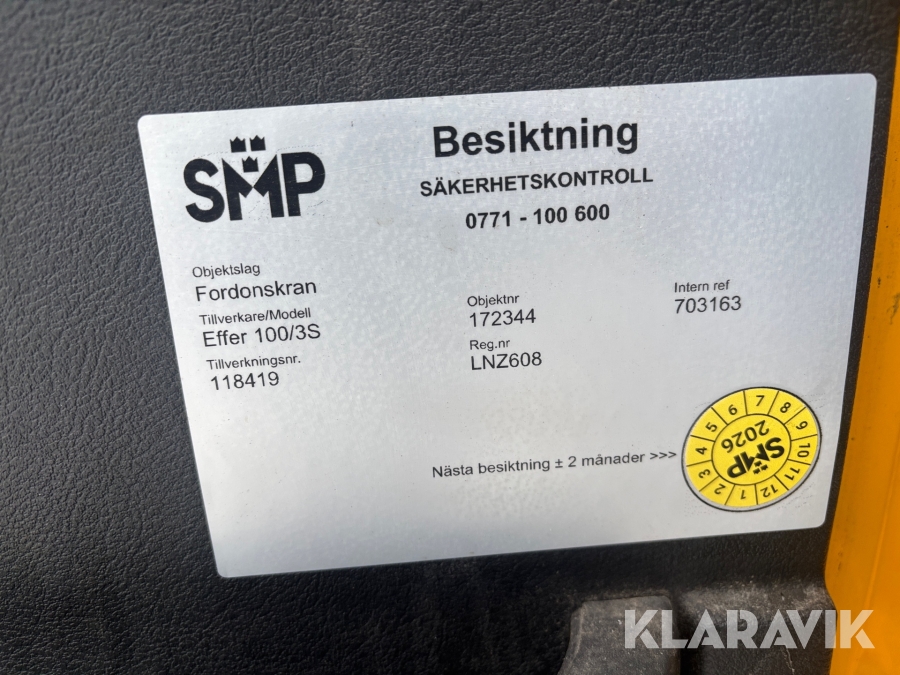 SMP
Besiktning
SÄKERHETSKONTROLL
0771 - 100 600
Objektslag
Fordonskran
Tillverkare/Modell
Effer 100/3S
Tillverkningsnr.
118419
Objektnr
172344
Reg.nr
LNZ608
Intern ref
703163
Nästa besiktning ± 2 månader >>>
1 2 3 4 5 6 7 8 9 10 11 12
2026
SMP
KLARAVIK